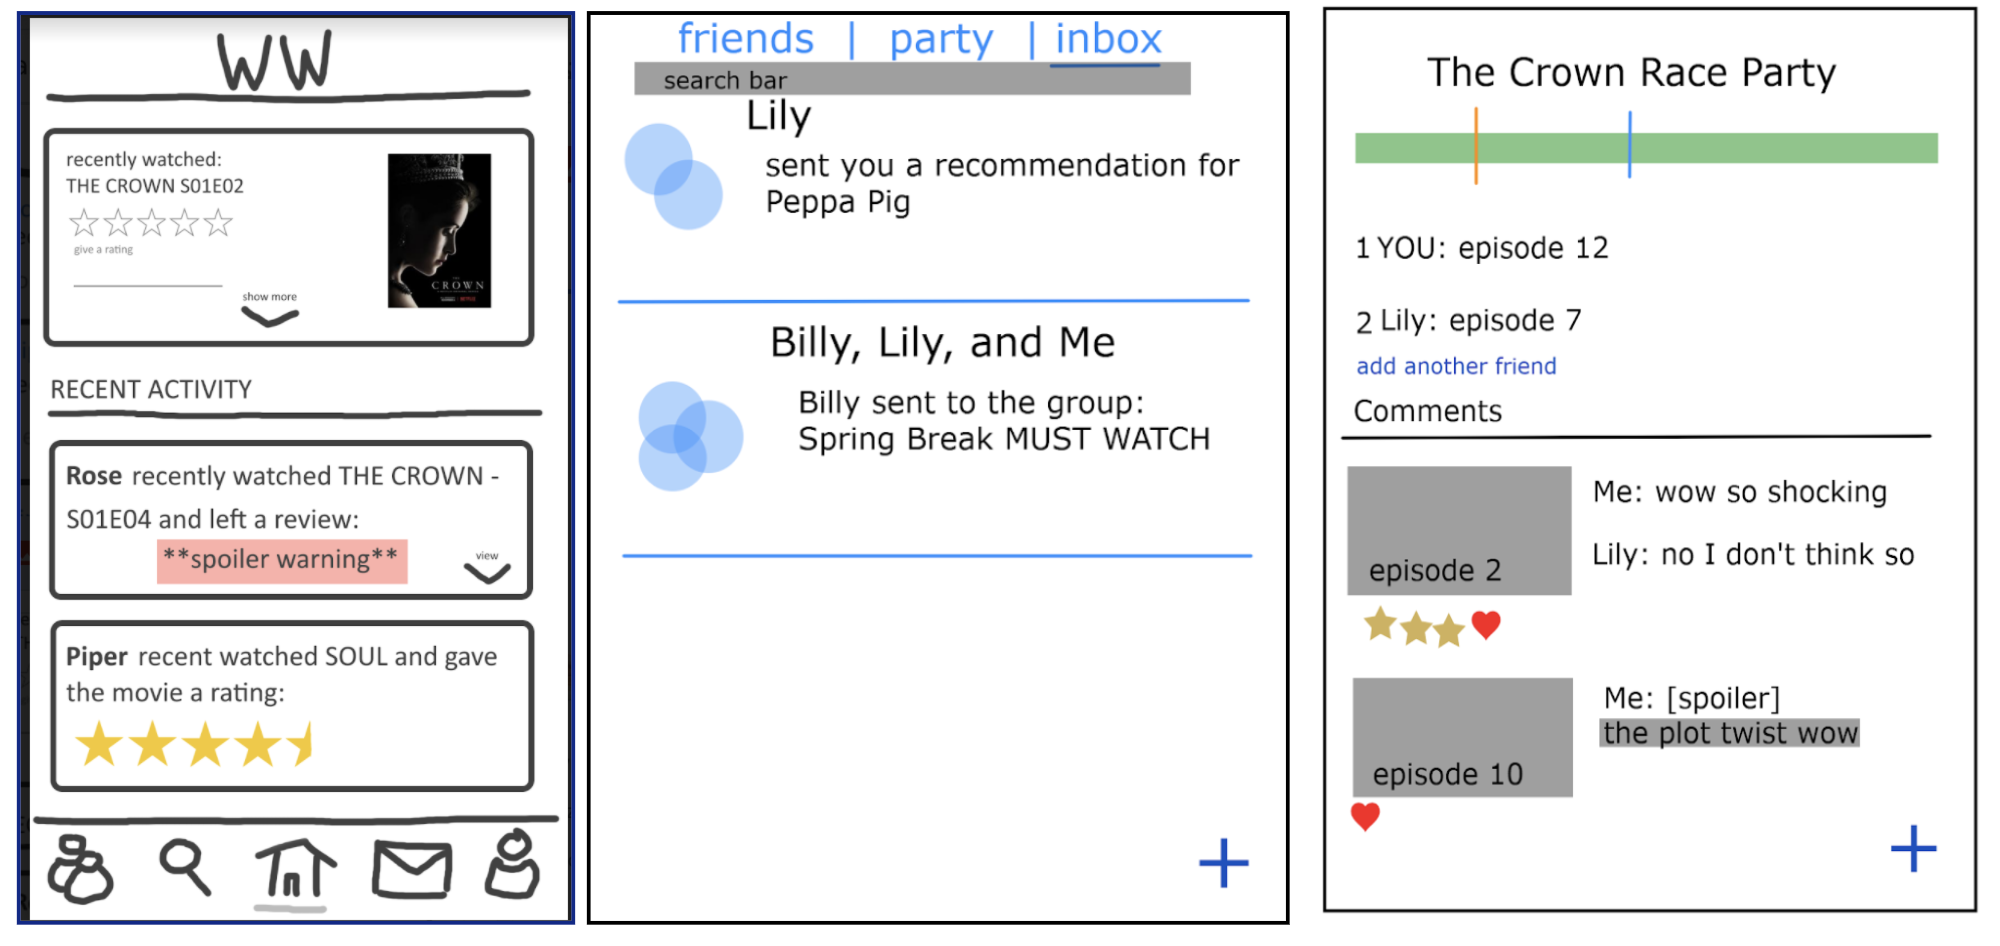 WW
recently watched:
THE CROWN S01E02
give a rating
show more
THE CROWN
RECENT ACTIVITY
Rose recently watched THE CROWN -
S01E04 and left a review:
**spoiler warning**
view
Piper recent watched SOUL and gave
the movie a rating:
friends | party | inbox
search bar
Lily
sent you a recommendation for
Peppa Pig
Billy, Lily, and Me
Billy sent to the group:
Spring Break MUST WATCH
+
The Crown Race Party
1 YOU: episode 12
2 Lily: episode 7
add another friend
Comments
episode 2
Me: wow so shocking
Lily: no I don't think so
episode 10
Me: [spoiler]
the plot twist wow
+